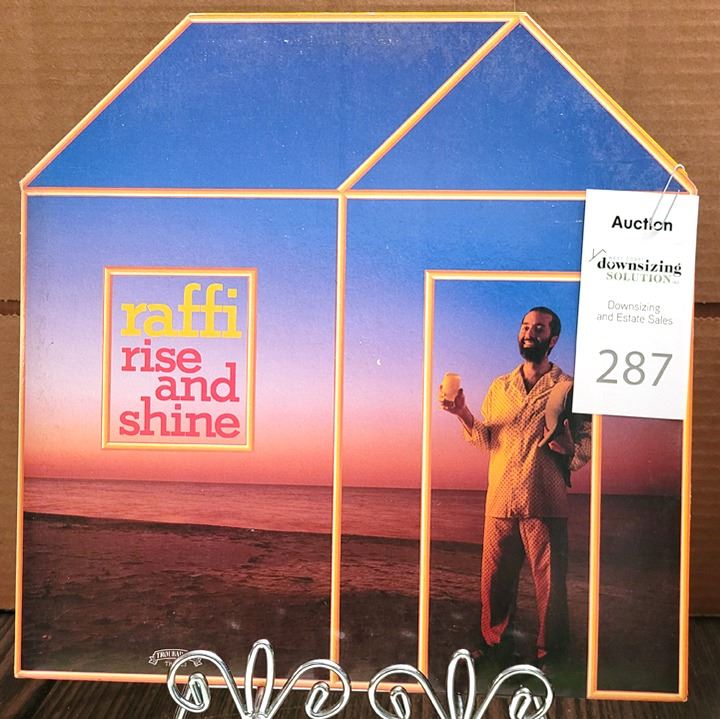 raffi
rise
and
shine
Auction
downsizing
SOLUTION
Downsizing
and Estate Sales
287